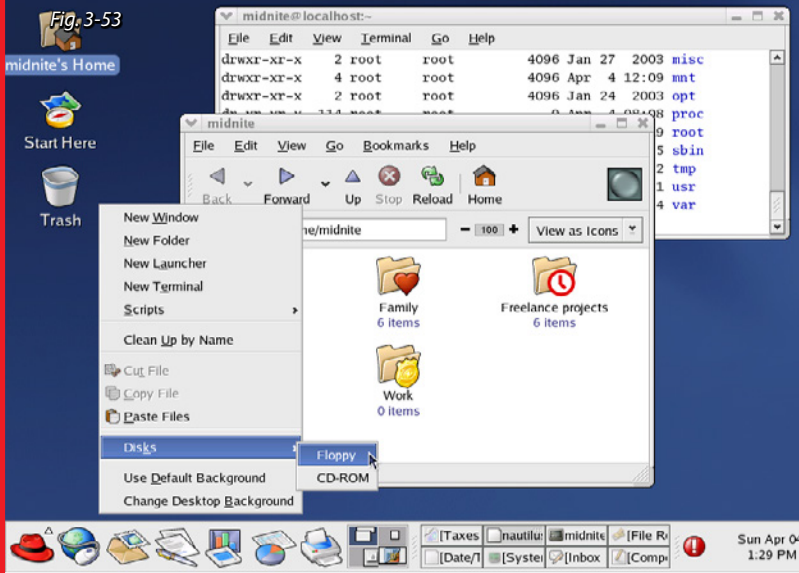 Fig. 3-53
midnite's Home
Start Here
Trash
midnite@localhost:~
File Edit View Terminal Go Help
drwxr-xr-x 2 root root 4096 Jan 27 2003 misc
drwxr-xr-x 4 root root 4096 Apr 4 12:09 mnt
drwxr-xr-x 2 root root 4096 Jan 24 2003 opt
proc
9 root
5 sbin
2 tmp
1 usr
4 var
midnite
File Edit View Go Bookmarks Help
Back Forward Up Stop Reload Home
ne/midnite 100 View as Icons
Family
6 items
Freelance projects
6 items
Work
0 items
New Window
New Folder
New Launcher
New Terminal
Scripts
Clean Up by Name
Cut File
Copy File
Paste Files
Disks
Floppy
CD-ROM
Use Default Background
Change Desktop Background
[Taxes nautilu midnite [File R
[Date/T [System [Inbox [Comp
Sun Apr 04
1:29 PM